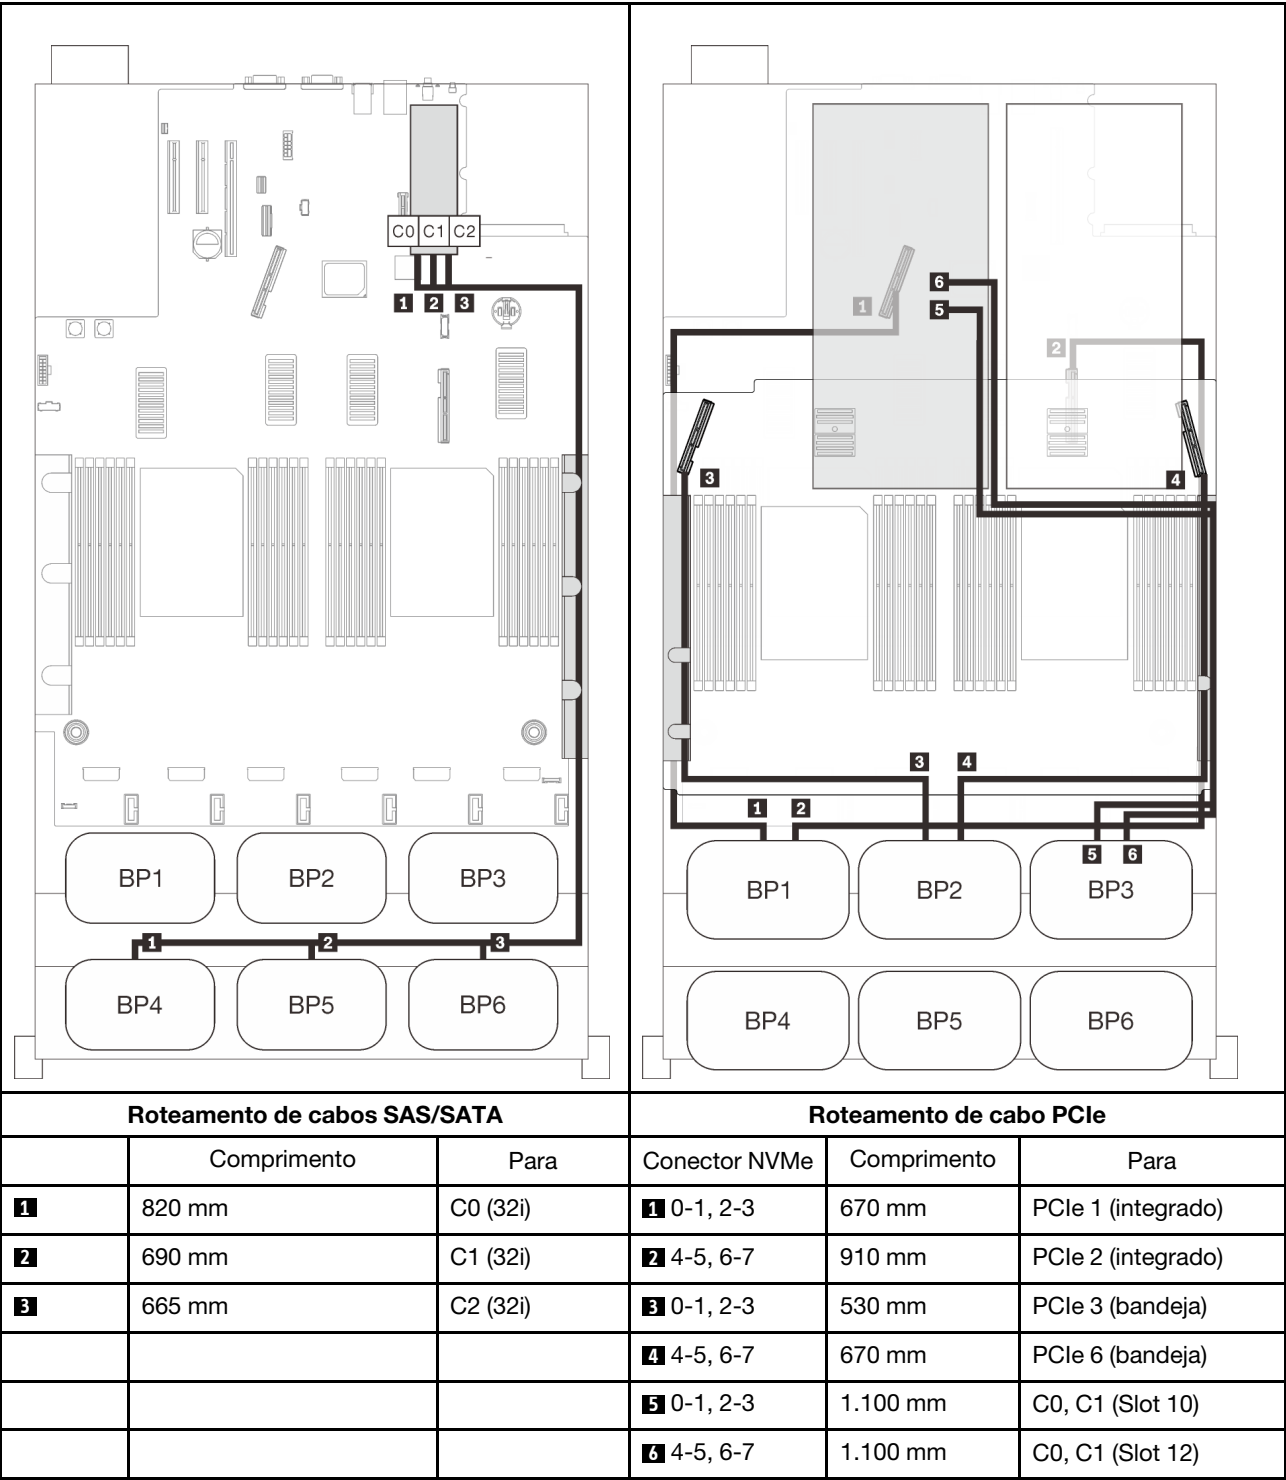 C0 C1 C2
1 2 3
BP1 BP2 BP3
1 2 3
BP4 BP5 BP6
6
1 5
2
3 4
3 4
1 2
5 6
BP1 BP2 BP3
BP4 BP5 BP6
Roteamento de cabos SAS/SATA
Comprimento Para
1 820 mm C0 (32i)
2 690 mm C1 (32i)
3 665 mm C2 (32i)
Roteamento de cabo PCIe
Conector NVMe Comprimento Para
1 0-1, 2-3 670 mm PCIe 1 (integrado)
2 4-5, 6-7 910 mm PCIe 2 (integrado)
3 0-1, 2-3 530 mm PCIe 3 (bandeja)
4 4-5, 6-7 670 mm PCIe 6 (bandeja)
5 0-1, 2-3 1.100 mm C0, C1 (Slot 10)
6 4-5, 6-7 1.100 mm C0, C1 (Slot 12)